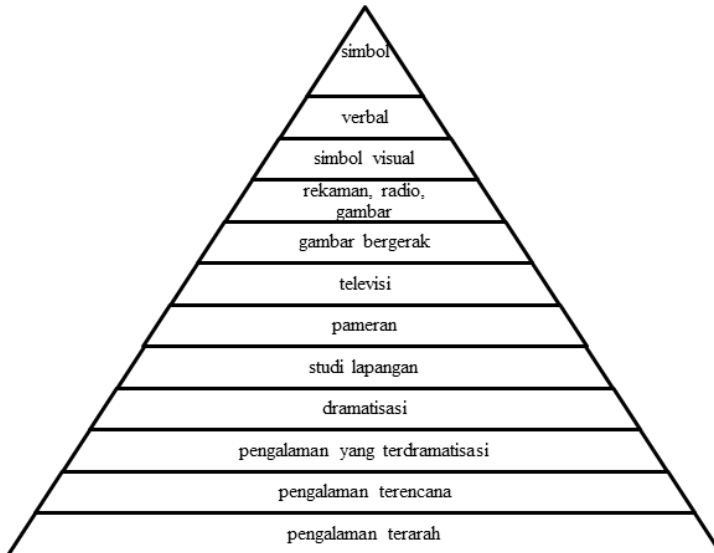 simbol
verbal
simbol visual
rekaman, radio,
gambar
gambar bergerak
televisi
pameran
studi lapangan
dramatisasi
pengalaman yang terdramatisasi
pengalaman terencana
pengalaman terarah